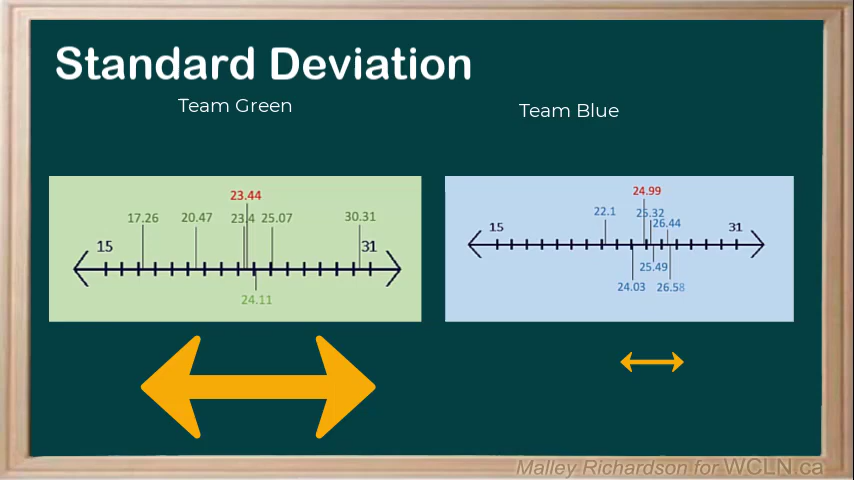 Standard Deviation
Team Green
Team Blue
23.44
17.26 20.47 23.4 25.07 30.31
15 31
24.11
24.99
22.1 25.32
26.44
15 31
25.49
24.03 26.58
Malley Richardson for WCLN.ca